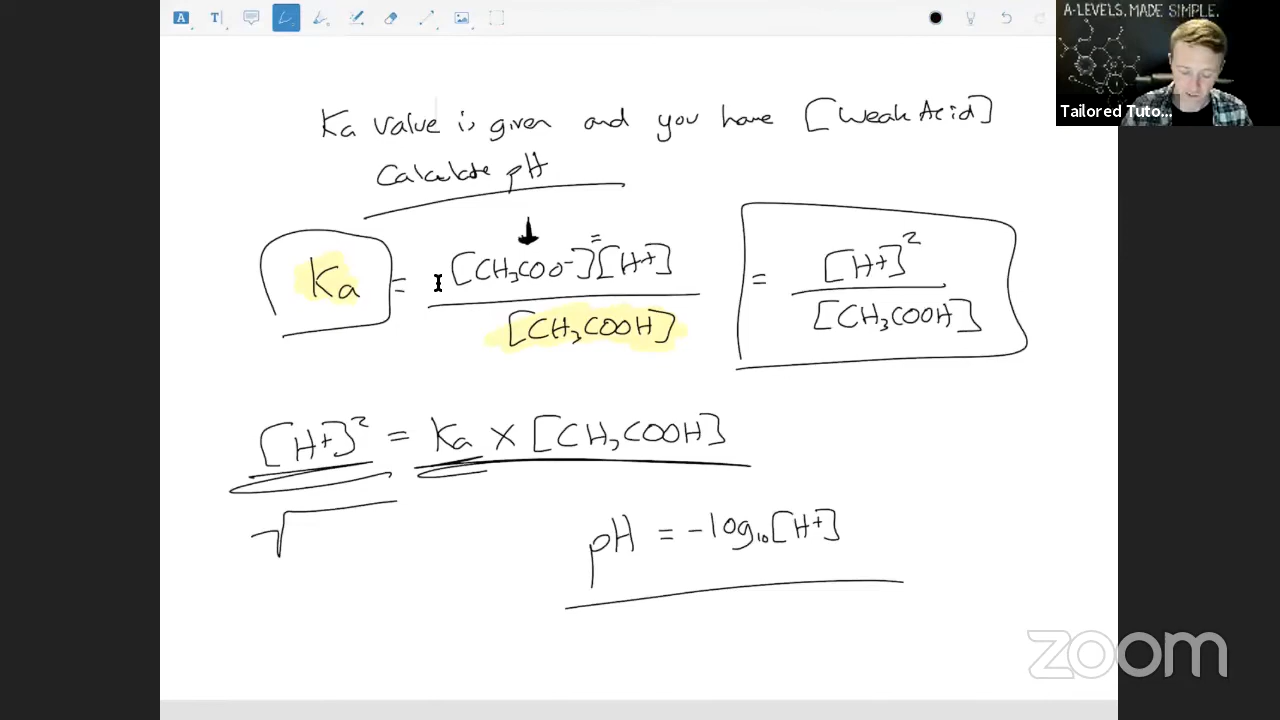 A-LEVELS. MADE SIMPLE.
Tailored Tuto...
Ka value is given and you have [Weak Acid]
Calculate pH
Ka = [CH₃COO⁻][H+] / [CH₃COOH] = [H+]² / [CH₃COOH]
[H+]² = Ka × [CH₃COOH]
√
pH = -log₁₀[H+]
zoom